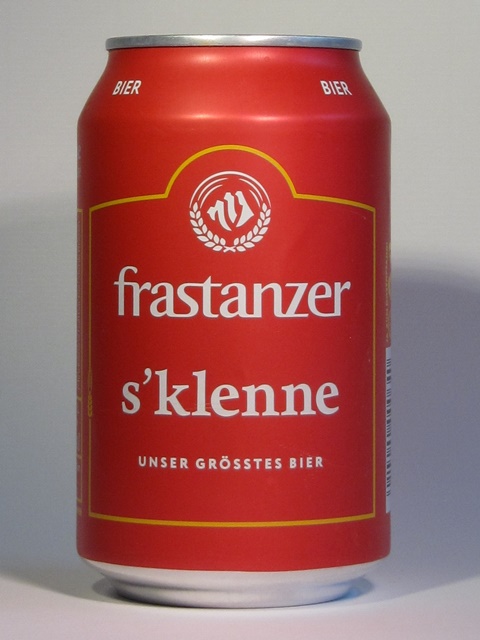 BIER BIER
frastanzer
s'klenne
UNSER GRÖSSTES BIER